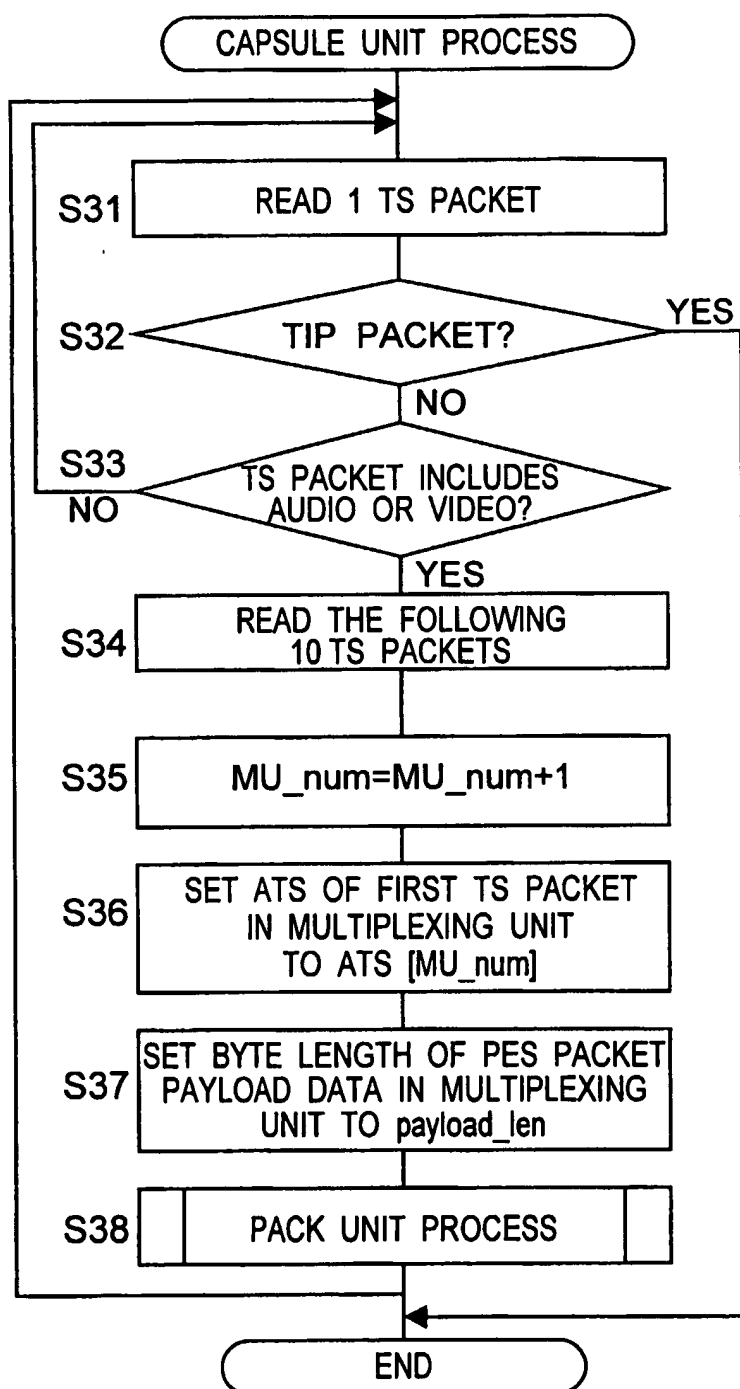 CAPSULE UNIT PROCESS
S31
READ 1 TS PACKET
S32
TIP PACKET?
YES
NO
S33
TS PACKET INCLUDES
AUDIO OR VIDEO?
NO
YES
S34
READ THE FOLLOWING
10 TS PACKETS
S35
MU_num=MU_num+1
S36
SET ATS OF FIRST TS PACKET
IN MULTIPLEXING UNIT
TO ATS [MU_num]
S37
SET BYTE LENGTH OF PES PACKET
PAYLOAD DATA IN MULTIPLEXING
UNIT TO payload_len
S38
PACK UNIT PROCESS
END